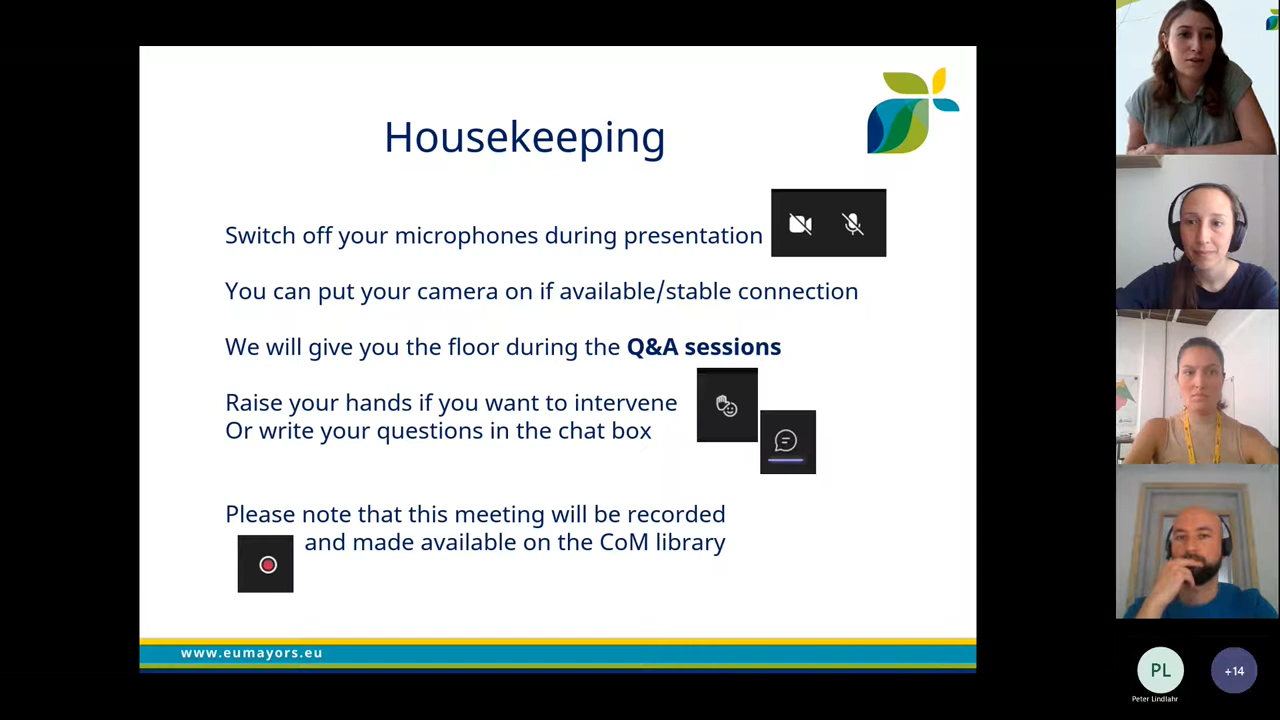 Housekeeping
Switch off your microphones during presentation
You can put your camera on if available/stable connection
We will give you the floor during the Q&A sessions
Raise your hands if you want to intervene
Or write your questions in the chat box
Please note that this meeting will be recorded
and made available on the CoM library
www.eumayors.eu
PL
Peter Lindlahr
+14